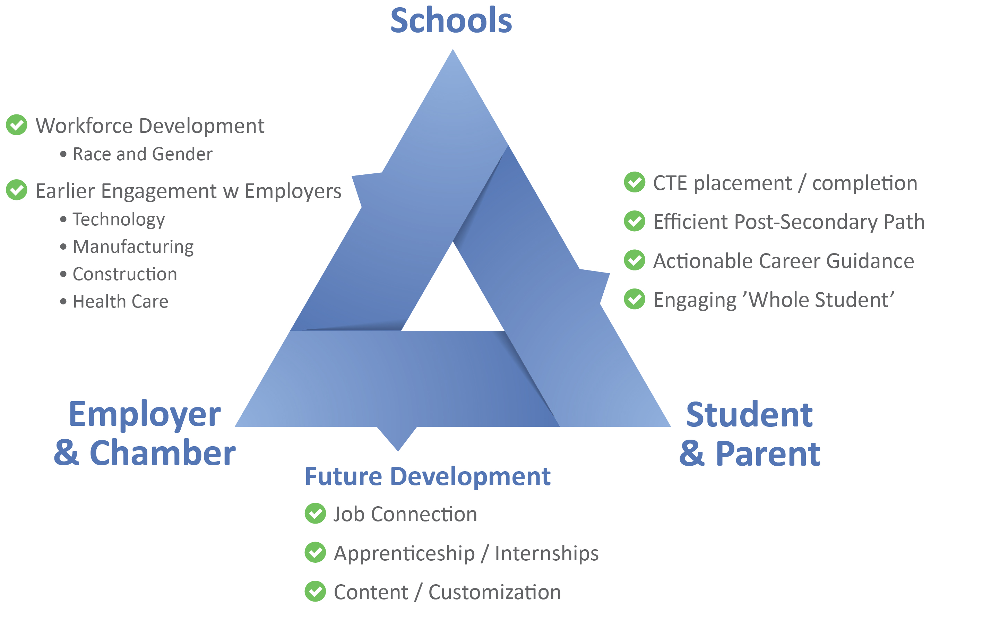 Schools
Workforce Development
• Race and Gender
Earlier Engagement w Employers
• Technology
• Manufacturing
• Construction
• Health Care
CTE placement / completion
Efficient Post-Secondary Path
Actionable Career Guidance
Engaging ’Whole Student’
Employer
& Chamber
Student
& Parent
Future Development
Job Connection
Apprenticeship / Internships
Content / Customization